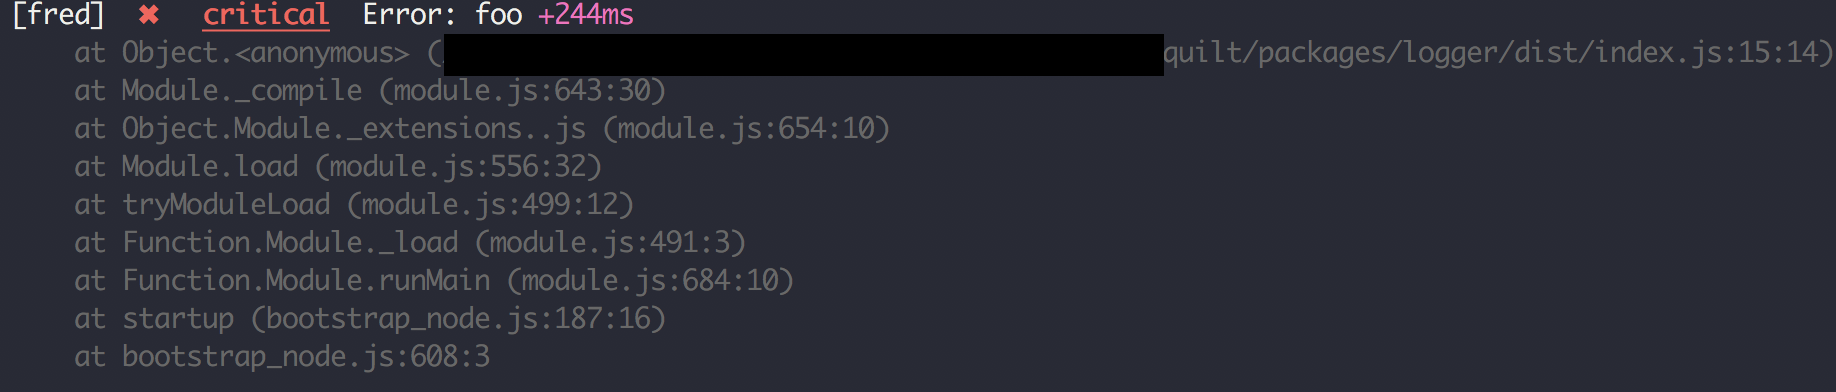 [fred] ✖ critical Error: foo +244ms
at Object.<anonymous> (quilt/packages/logger/dist/index.js:15:14)
at Module._compile (module.js:643:30)
at Object.Module._extensions..js (module.js:654:10)
at Module.load (module.js:556:32)
at tryModuleLoad (module.js:499:12)
at Function.Module._load (module.js:491:3)
at Function.Module.runMain (module.js:684:10)
at startup (bootstrap_node.js:187:16)
at bootstrap_node.js:608:3